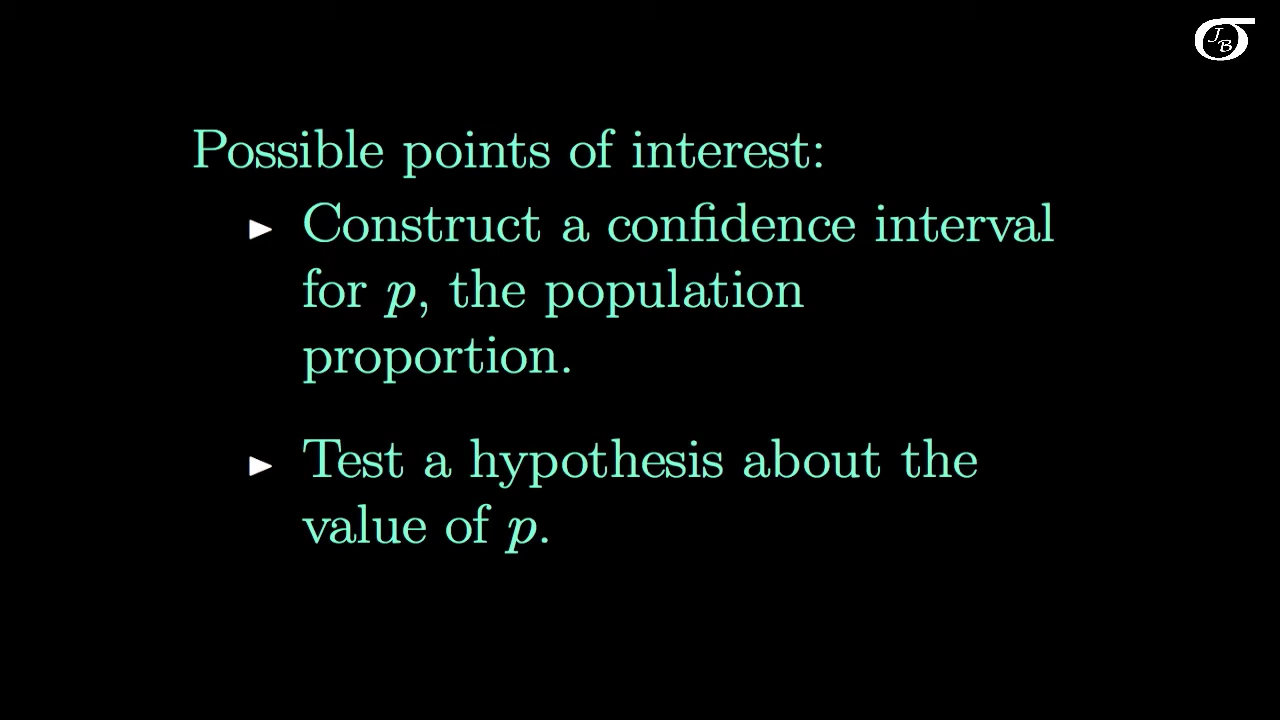 J
B
Possible points of interest:
► Construct a confidence interval
for p, the population
proportion.
► Test a hypothesis about the
value of p.